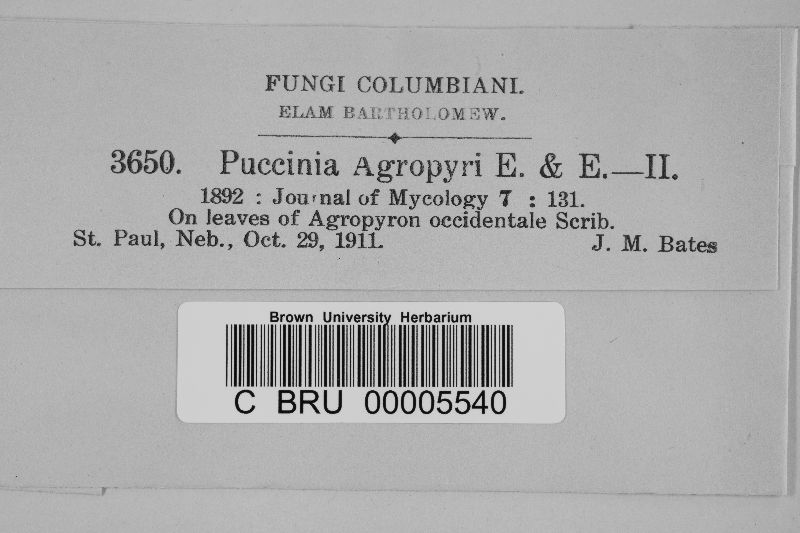 FUNGI COLUMBIANI.
ELAM BARTHOLOMEW.
3650. Puccinia Agropyri E. & E.—II.
1892 : Journal of Mycology 7 : 131.
On leaves of Agropyron occidentale Scrib.
St. Paul, Neb., Oct. 29, 1911. J. M. Bates
Brown University Herbarium
C BRU 00005540